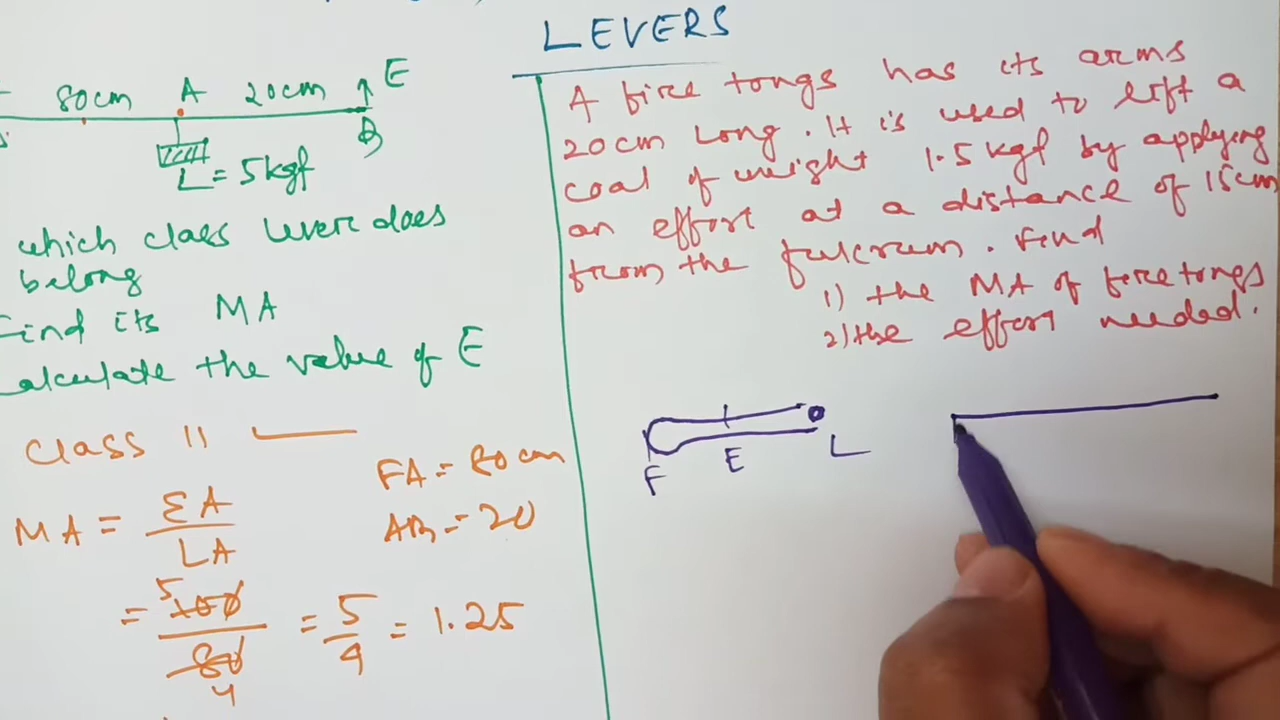 LEVERS
80cm A 20cm E
B
L = 5kgf
which class lever does
belong
Find its MA
calculate the value of E
Class II
FA = 80cm
AB = 20
MA = EA
LA
= 5 100 = 5 = 1.25
80 4
4
A fire tongs has its arms
20cm long. It is used to lift a
coal of weight 1.5kgf by applying
an effort at a distance of 15cm
from the fulcrum. Find
1) the MA of fire tongs
2) the effort needed.
F E L